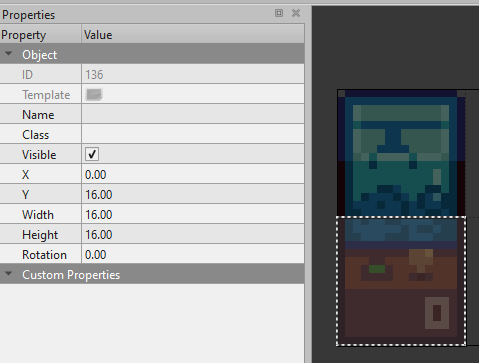 Properties
Property Value
Object
ID 136
Template
Name
Class
Visible
X 0.00
Y 16.00
Width 16.00
Height 16.00
Rotation 0.00
Custom Properties